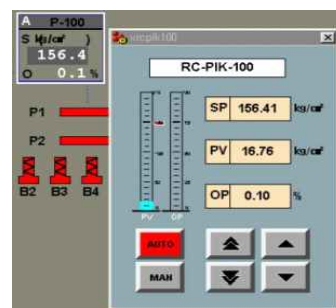 A P-100
S kg/cm² )
156.4
O 0.1 %
P1
P2
B2 B3 B4
rcpik100
RC-PIK-100
SP 156.41 kg/cm²
PV 16.76 kg/cm²
OP 0.10 %
PV OP
AUTO
MAN